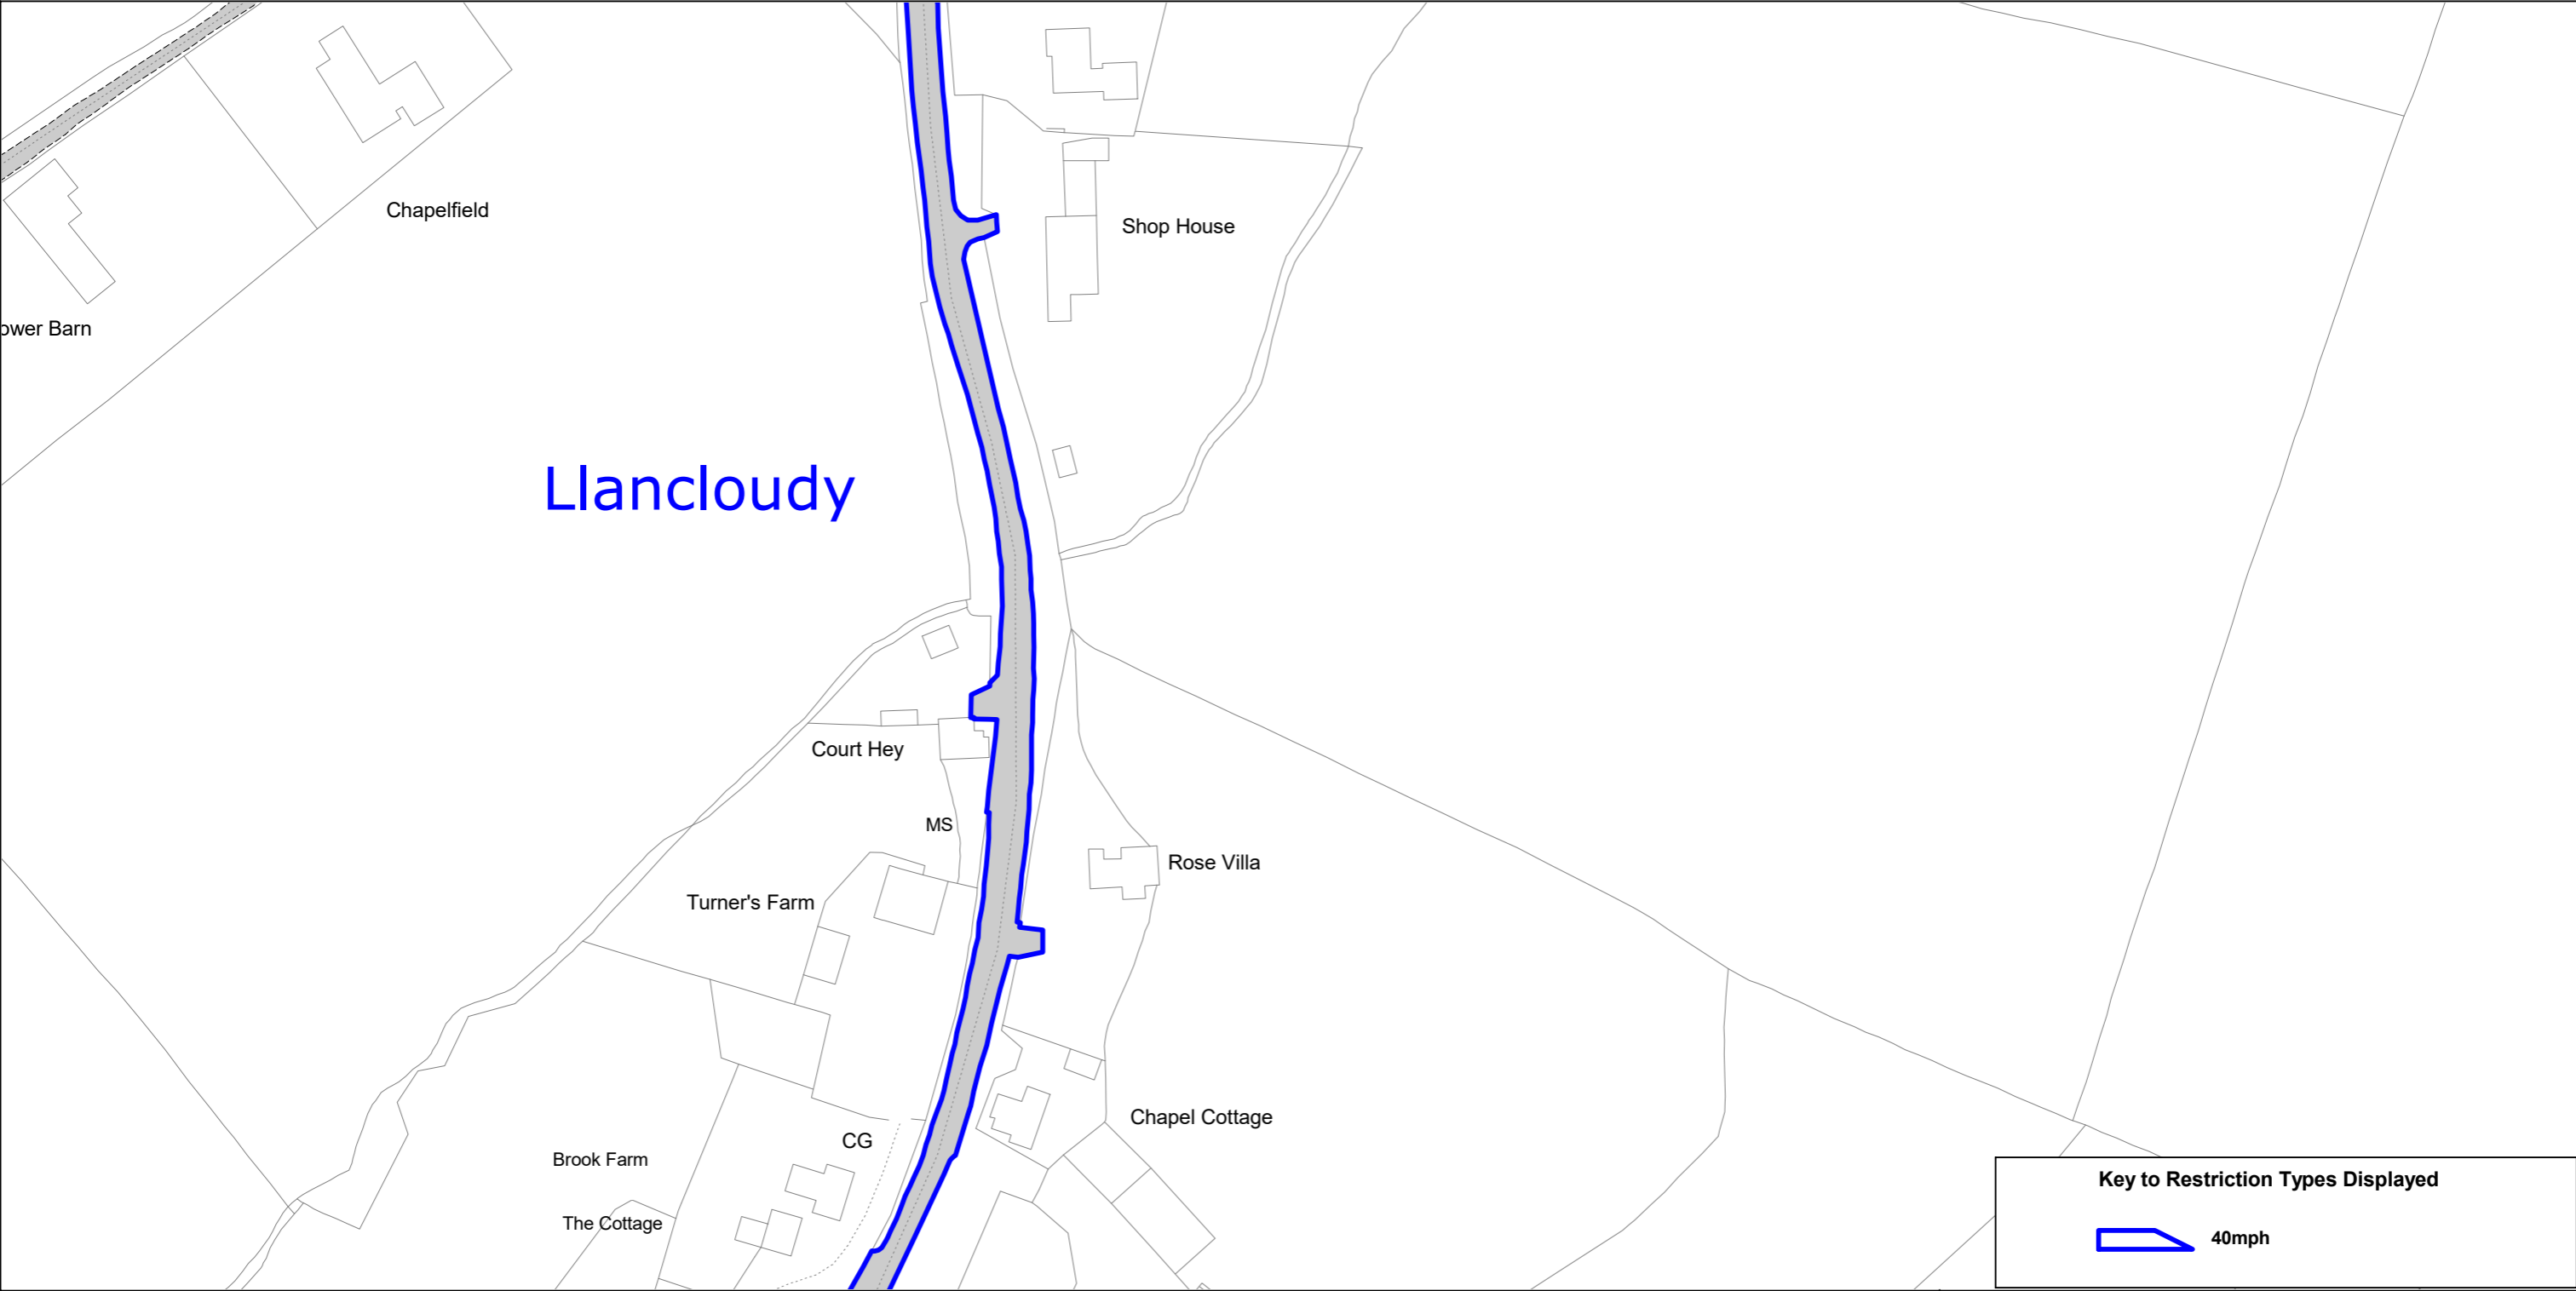 Chapelfield
Shop House
ower Barn
Llancloudy
Court Hey
MS
Rose Villa
Turner's Farm
Chapel Cottage
CG
Brook Farm
The Cottage
Key to Restriction Types Displayed
40mph